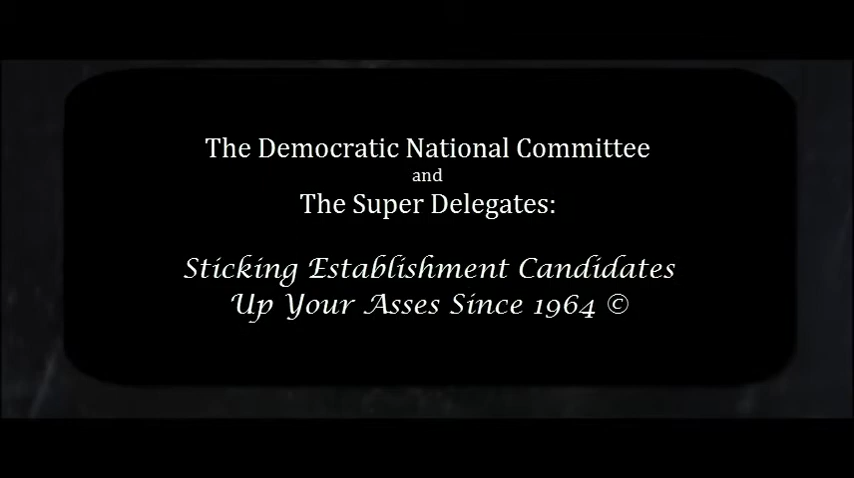 The Democratic National Committee
and
The Super Delegates:
Sticking Establishment Candidates
Up Your Asses Since 1964 ©